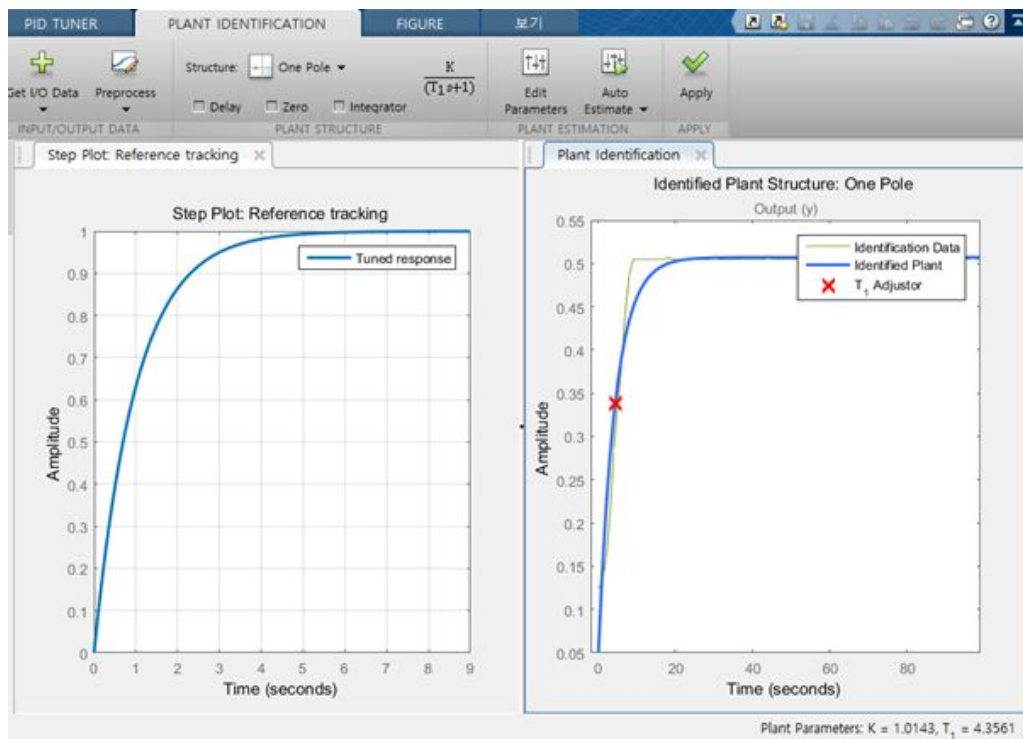 PID TUNER PLANT IDENTIFICATION FIGURE 보기
Structure: One Pole
K
(T₁s+1)
Get I/O Data Preprocess
Delay Zero Integrator
Edit Parameters
Auto Estimate
Apply
INPUT/OUTPUT DATA PLANT STRUCTURE PLANT ESTIMATION APPLY
Step Plot: Reference tracking
Step Plot: Reference tracking
Tuned response
Amplitude
1
0.9
0.8
0.7
0.6
0.5
0.4
0.3
0.2
0.1
0
0 1 2 3 4 5 6 7 8 9
Time (seconds)
Plant Identification
Identified Plant Structure: One Pole
Output (y)
Identification Data
Identified Plant
T₁ Adjustor
Amplitude
0.55
0.5
0.45
0.4
0.35
0.3
0.25
0.2
0.15
0.1
0.05
0 20 40 60 80
Time (seconds)
Plant Parameters: K = 1.0143, T₁ = 4.3561